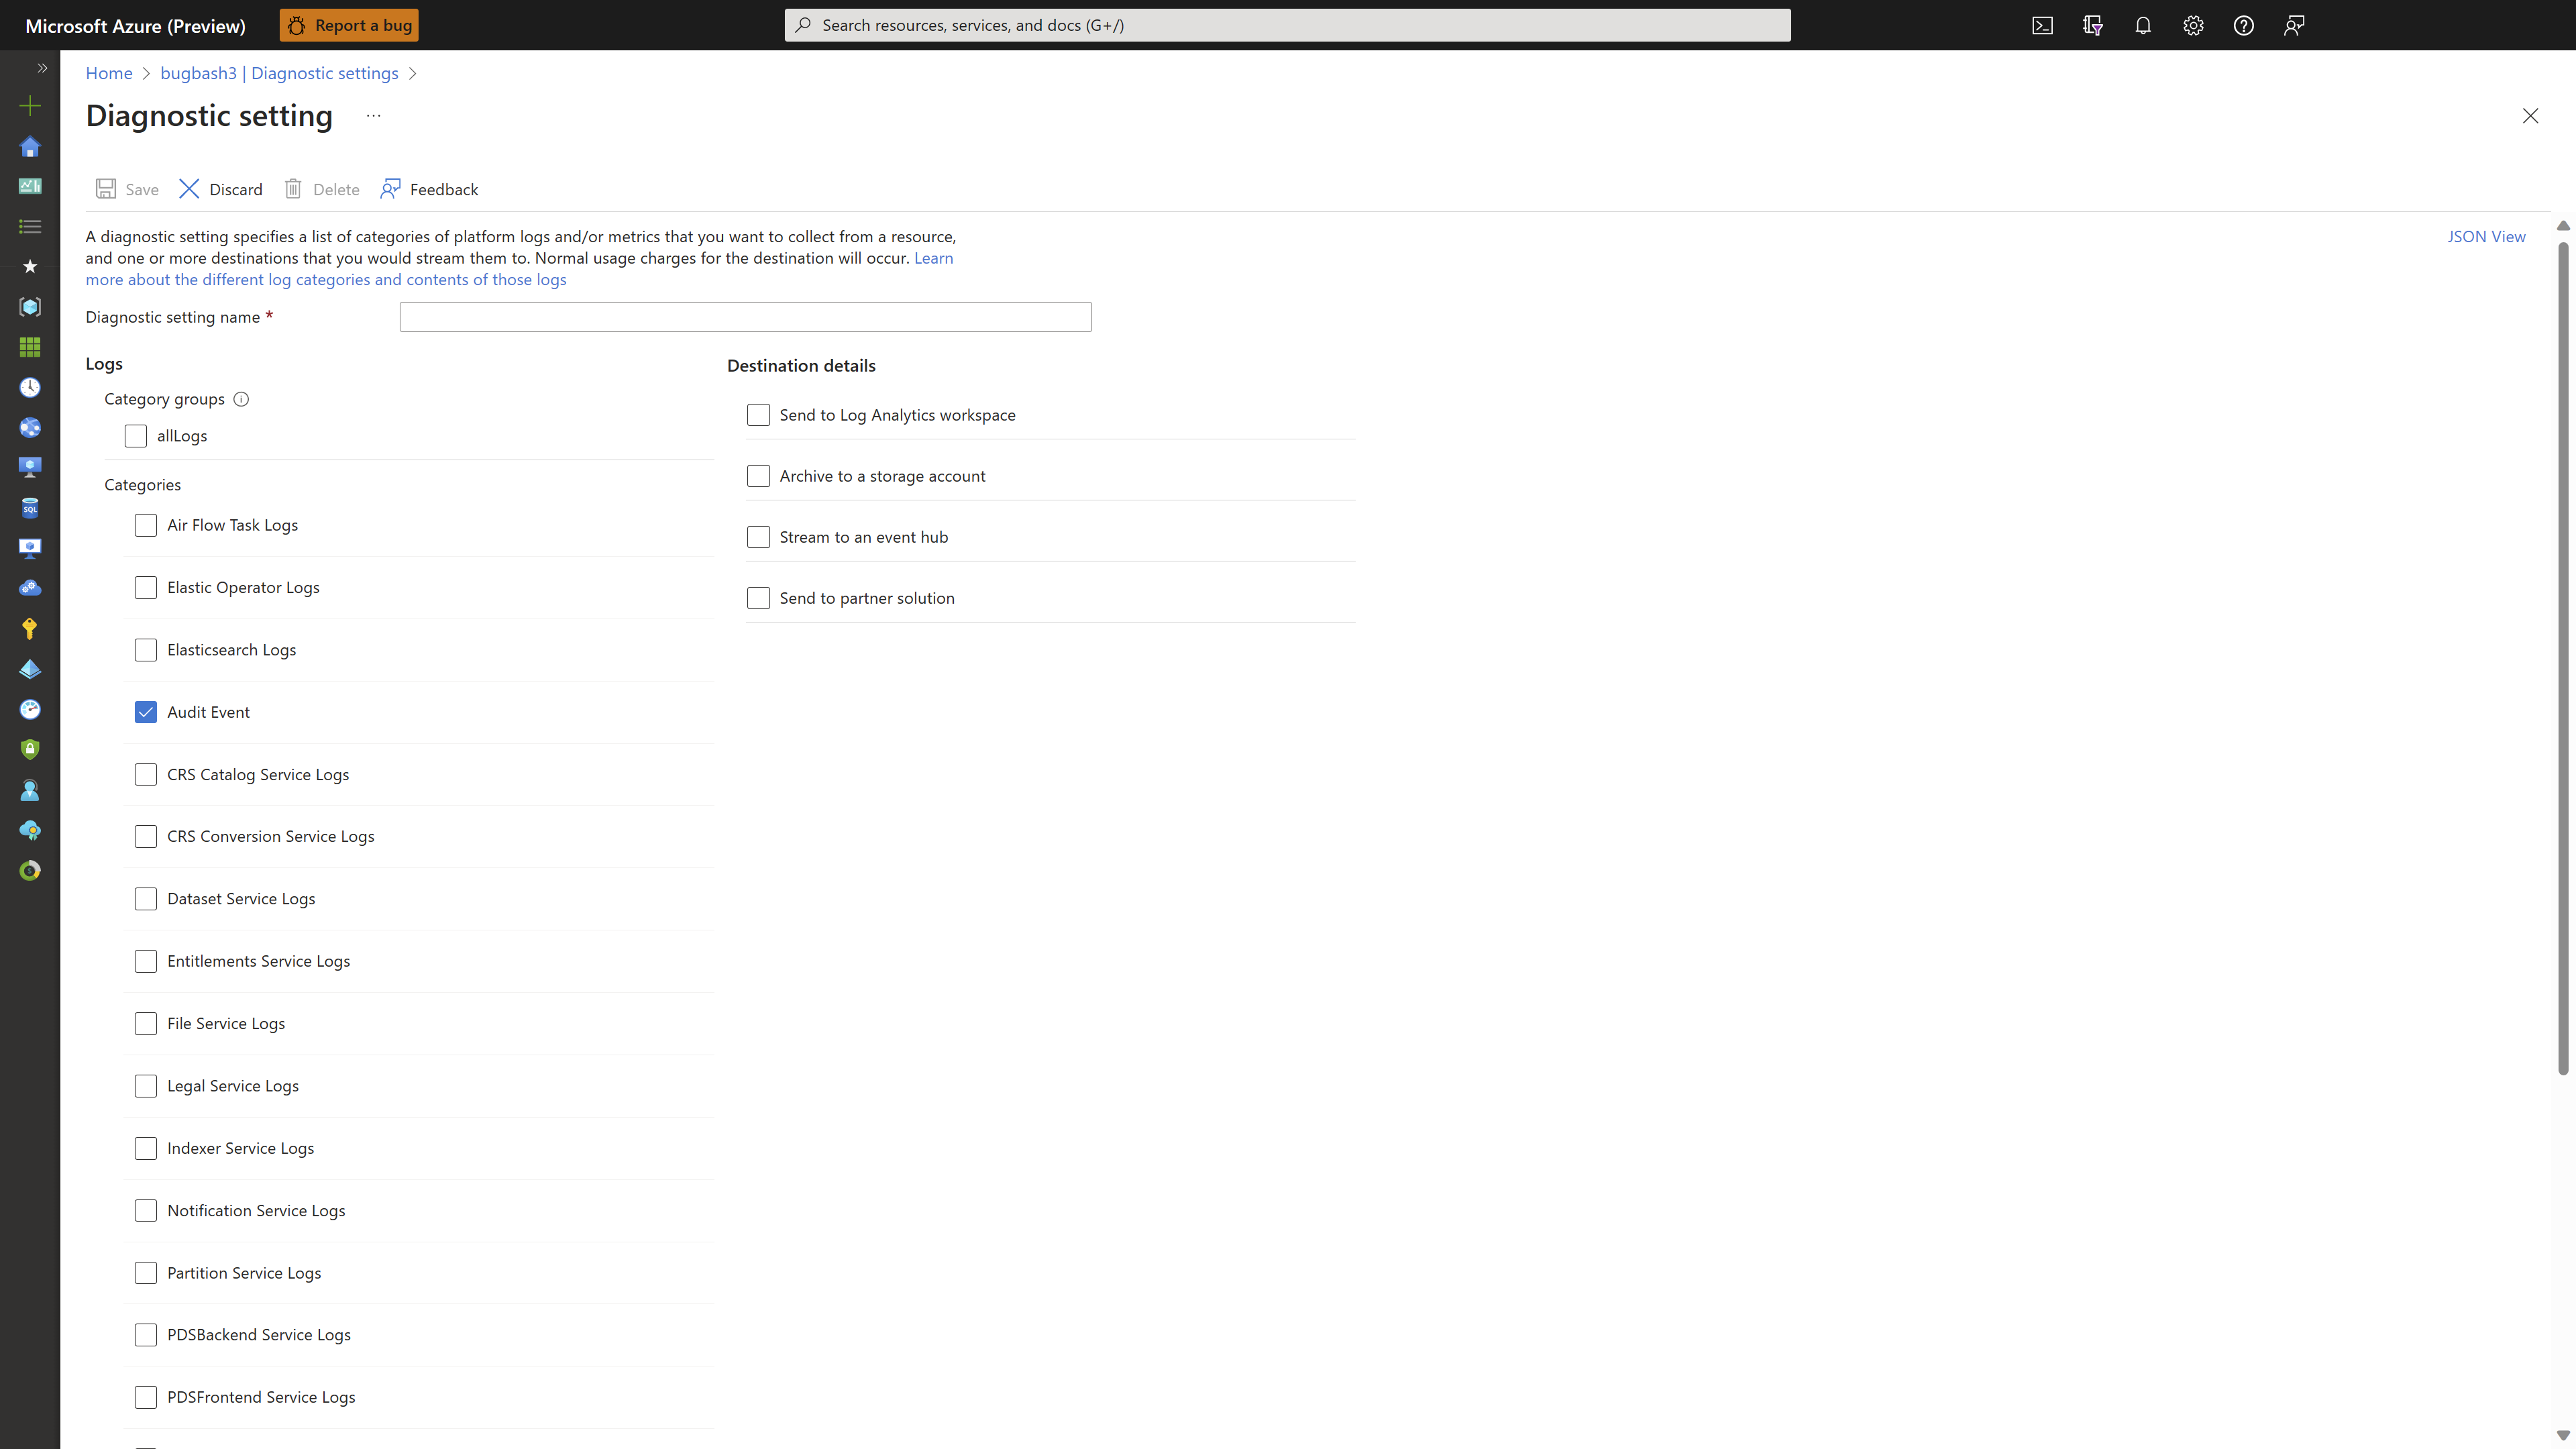 Microsoft Azure (Preview)
Report a bug
Search resources, services, and docs (G+/)
Home
bugbash3 | Diagnostic settings
Diagnostic setting
...
Save
Discard
Delete
Feedback
A diagnostic setting specifies a list of categories of platform logs and/or metrics that you want to collect from a resource,
and one or more destinations that you would stream them to. Normal usage charges for the destination will occur. Learn
more about the different log categories and contents of those logs
JSON View
Diagnostic setting name *
Logs
Category groups
allLogs
Categories
Air Flow Task Logs
Elastic Operator Logs
Elasticsearch Logs
Audit Event
CRS Catalog Service Logs
CRS Conversion Service Logs
Dataset Service Logs
Entitlements Service Logs
File Service Logs
Legal Service Logs
Indexer Service Logs
Notification Service Logs
Partition Service Logs
PDSBackend Service Logs
PDSFrontend Service Logs
Destination details
Send to Log Analytics workspace
Archive to a storage account
Stream to an event hub
Send to partner solution
SQL